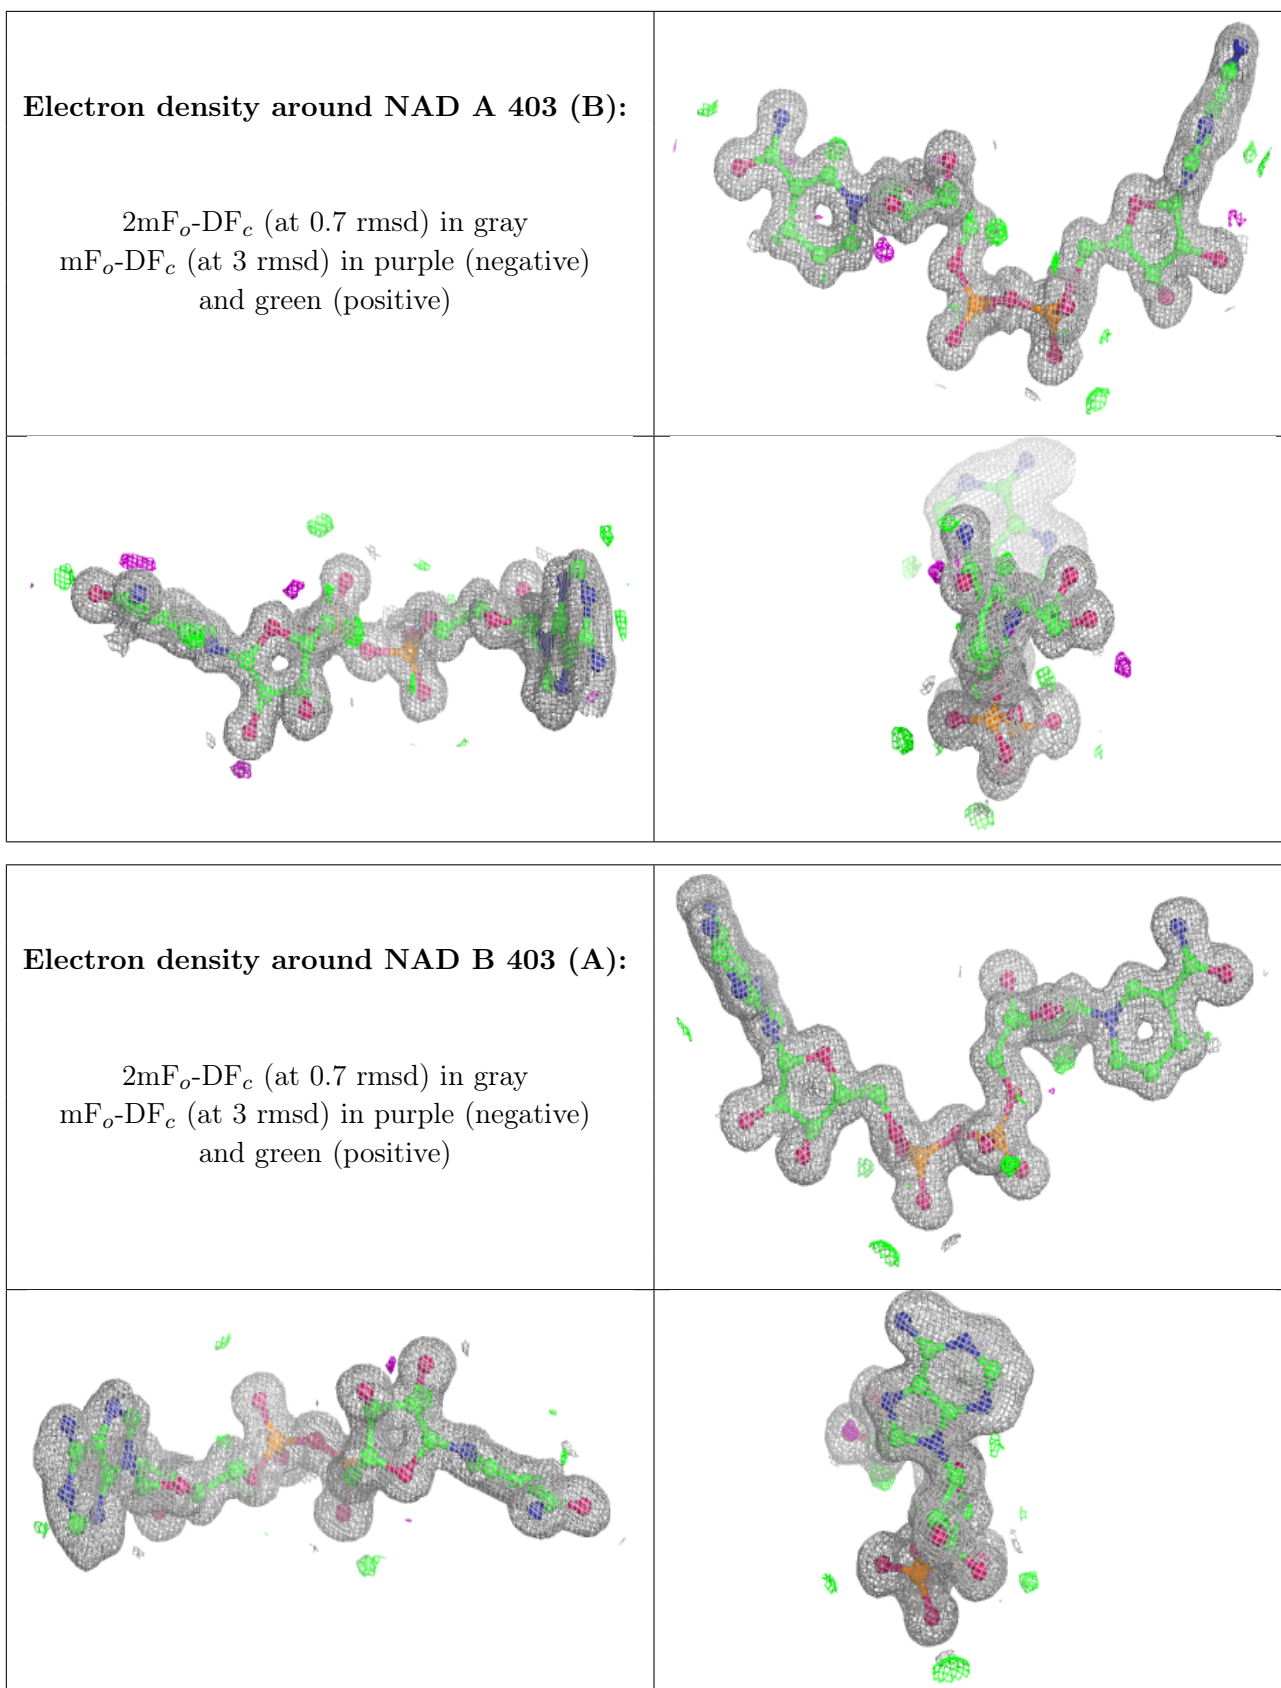 Electron density around NAD A 403 (B):
2mFo-DFc (at 0.7 rmsd) in gray
mFo-DFc (at 3 rmsd) in purple (negative)
and green (positive)
Electron density around NAD B 403 (A):
2mFo-DFc (at 0.7 rmsd) in gray
mFo-DFc (at 3 rmsd) in purple (negative)
and green (positive)